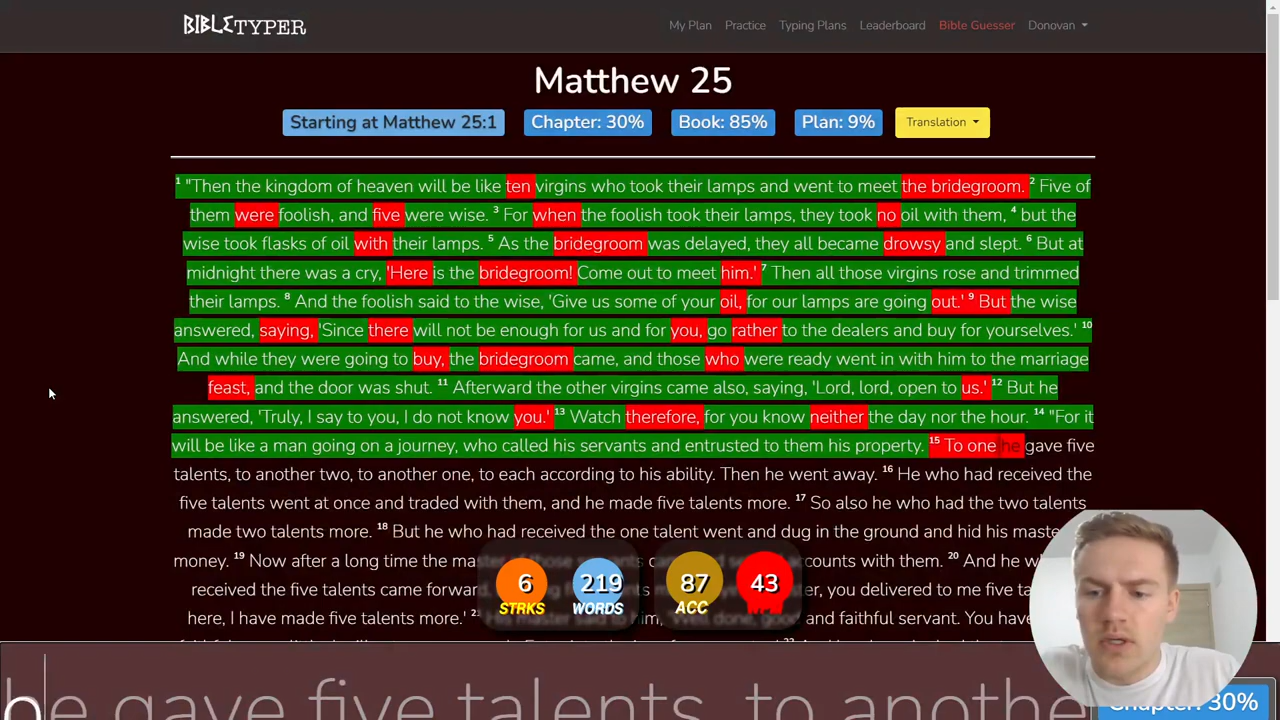 BIBLETYPER
My Plan Practice Typing Plans Leaderboard Bible Guesser Donovan
Matthew 25
Starting at Matthew 25:1 Chapter: 30% Book: 85% Plan: 9% Translation
1 "Then the kingdom of heaven will be like ten virgins who took their lamps and went to meet the bridegroom. 2 Five of
them were foolish, and five were wise. 3 For when the foolish took their lamps, they took no oil with them, 4 but the
wise took flasks of oil with their lamps. 5 As the bridegroom was delayed, they all became drowsy and slept. 6 But at
midnight there was a cry, 'Here is the bridegroom! Come out to meet him.' 7 Then all those virgins rose and trimmed
their lamps. 8 And the foolish said to the wise, 'Give us some of your oil, for our lamps are going out.' 9 But the wise
answered, saying, 'Since there will not be enough for us and for you, go rather to the dealers and buy for yourselves.' 10
And while they were going to buy, the bridegroom came, and those who were ready went in with him to the marriage
feast, and the door was shut. 11 Afterward the other virgins came also, saying, 'Lord, lord, open to us.' 12 But he
answered, 'Truly, I say to you, I do not know you.' 13 Watch therefore, for you know neither the day nor the hour. 14 "For it
will be like a man going on a journey, who called his servants and entrusted to them his property. 15 To one he gave five
talents, to another two, to another one, to each according to his ability. Then he went away. 16 He who had received the
five talents went at once and traded with them, and he made five talents more. 17 So also he who had the two talents
made two talents more. 18 But he who had received the one talent went and dug in the ground and hid his
money. 19 Now after a long time the master of those servants accounts with them. 20 And he
received the five talents came forward you delivered to me five
here, I have made five talents more.' His master said to him, 'Well done, good and faithful servant. You have
6 STRKS 219 WORDS 87 ACC 43
he gave five talents, to anothe
Chapter: 30%